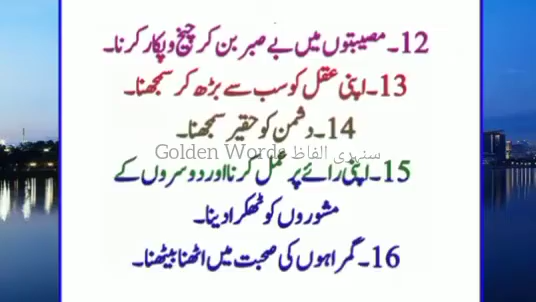 12۔مصیبتوں میں بے صبر بن کر چیخ و پکار کرنا۔
13۔اپنی عقل کو سب سے بڑھ کر سمجھنا۔
14۔دشمن کو حقیر سمجھنا۔
Golden Words سنہری الفاظ
15۔اپنی رائے پر عمل کرنا اور دوسروں کے
مشوروں کو ٹھکرا دینا۔
16۔گمراہوں کی صحبت میں اٹھنا بیٹھنا۔